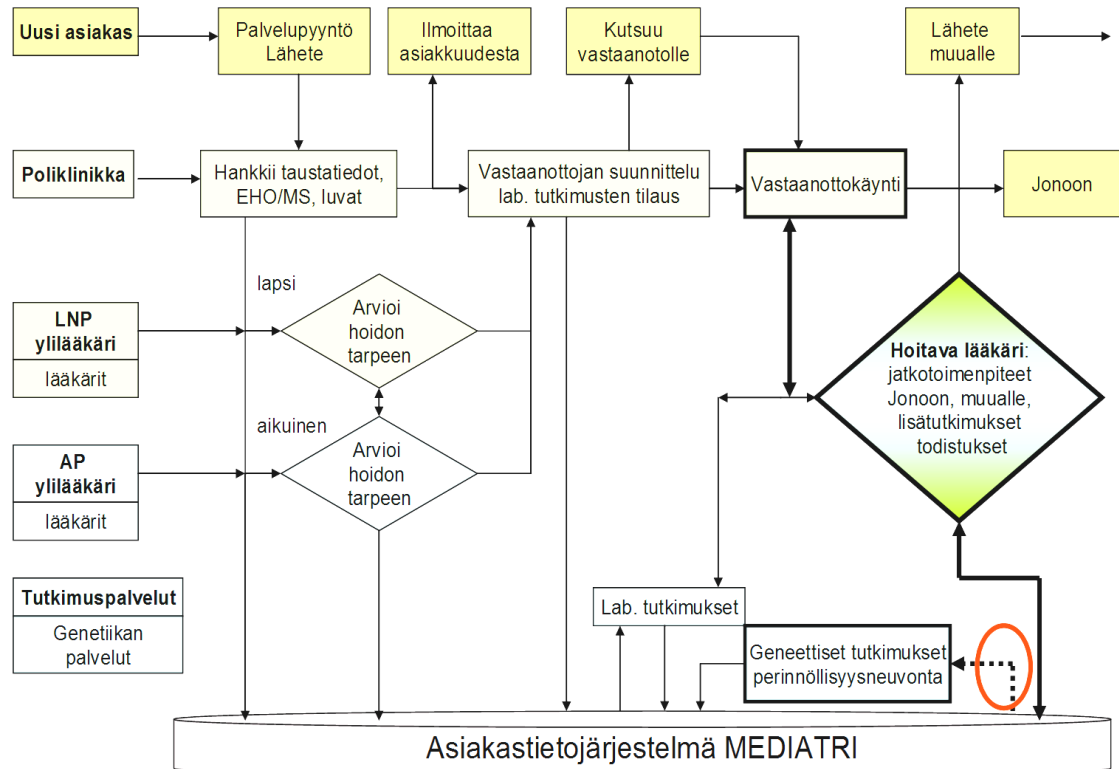 Uusi asiakas
Palvelupyyntö
Lähete
Ilmoittaa
asiakkuudesta
Kutsuu
vastaanotolle
Lähete
muualle
Poliklinikka
Hankkii taustatiedot,
EHO/MS, luvat
Vastaanottojan suunnittelu
lab. tutkimusten tilaus
Vastaanottokäynti
Jonoon
lapsi
LNP
ylilääkäri
lääkärit
Arvioi
hoidon
tarpeen
Hoitava lääkäri:
jatkotoimenpiteet
Jonoon, muualle,
lisätutkimukset
todistukset
aikuinen
AP
ylilääkäri
lääkärit
Arvioi
hoidon
tarpeen
Tutkimuspalvelut
Genetiikan
palvelut
Lab. tutkimukset
Geneettiset tutkimukset
perinnöllisyysneuvonta
Asiakastietojärjestelmä MEDIATRI